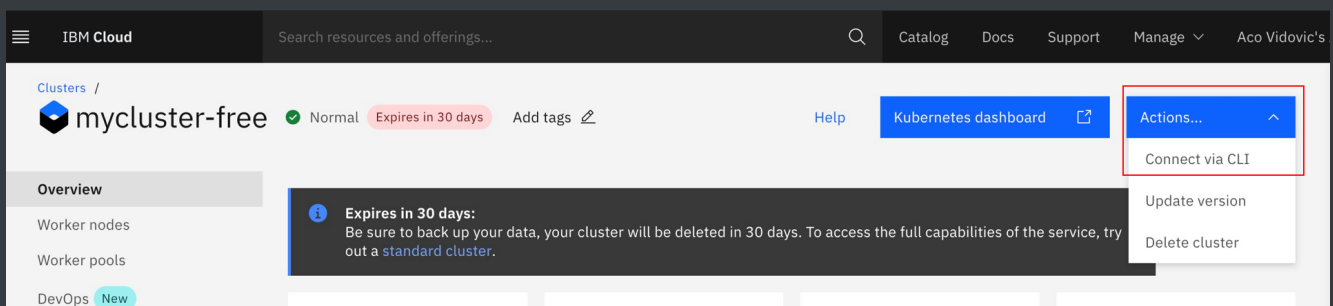 IBM Cloud
Search resources and offerings...
Catalog
Docs
Support
Manage
Aco Vidovic's
Clusters /
mycluster-free
Normal
Expires in 30 days
Add tags
Help
Kubernetes dashboard
Actions...
Connect via CLI
Update version
Delete cluster
Overview
Worker nodes
Worker pools
DevOps New
Expires in 30 days:
Be sure to back up your data, your cluster will be deleted in 30 days. To access the full capabilities of the service, try
out a standard cluster.